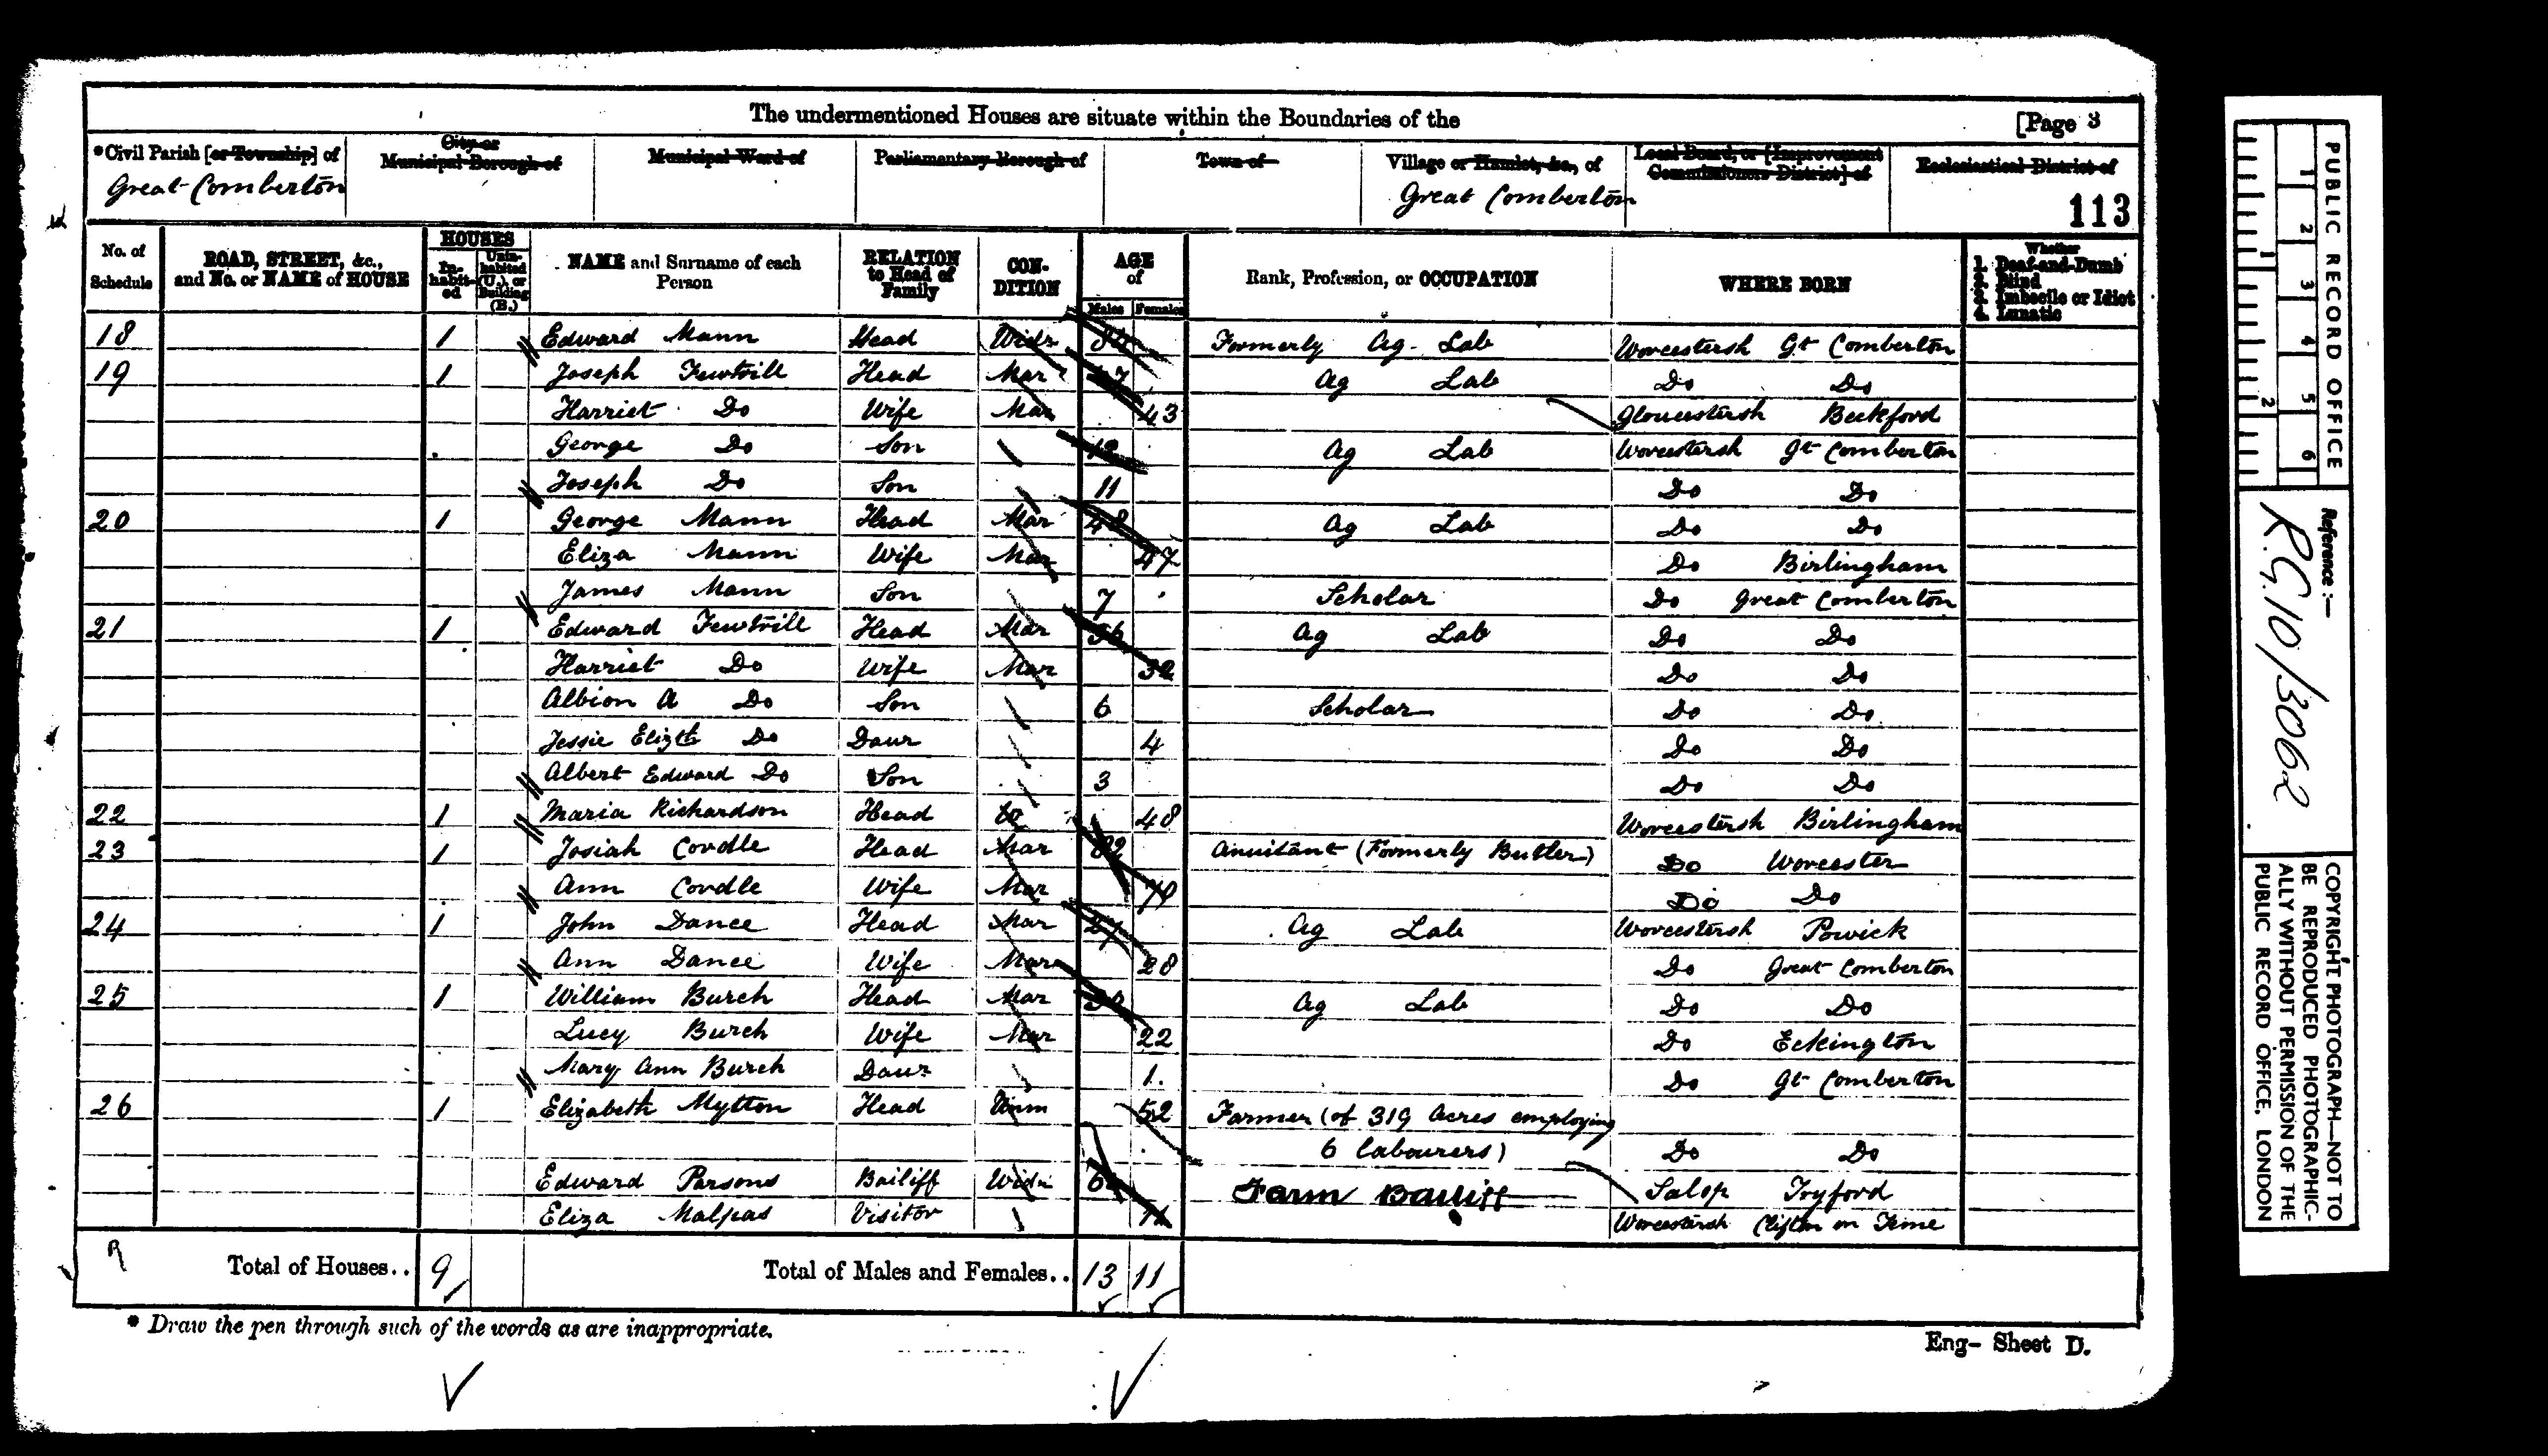 The undermentioned Houses are situate within the Boundaries of the [Page 3
*Civil Parish [or Township] of City or Municipal Borough of Municipal Ward of Parliamentary Borough of Town of Village or Hamlet, &c., of Local Board, or [Improvement Commissioners District] of Ecclesiastical District of
Great Comberton Great Comberton
113
No. of Schedule ROAD, STREET, &c., and No. or NAME of HOUSE HOUSES Inhabited Uninhabited (U.), or Building (B.) NAME and Surname of each Person RELATION to Head of Family CONDITION AGE of Males Females Rank, Profession, or OCCUPATION WHERE BORN Whether 1. Deaf-and-Dumb 2. Blind 3. Imbecile or Idiot 4. Lunatic
18 1 Edward Mann Head Widr Formerly Ag. Lab Worcestersh Gt Comberton
19 1 Joseph Fewtrill Head Mar 47 Ag Lab Do Do
Harriet Do Wife Mar 43 Gloucestersh Beckford
George Do Son Ag Lab Worcestersh Gt Comberton
Joseph Do Son 11 Do Do
20 1 George Mann Head Mar 48 Ag Lab Do Do
Eliza Mann Wife Mar 47 Do Birlingham
James Mann Son 7 Scholar Do Great Comberton
21 1 Edward Fewtrill Head Mar 56 Ag Lab Do Do
Harriet Do Wife Mar Do Do
Albion A Do Son 6 Scholar Do Do
Jessie Elizth Do Daur 4 Do Do
Albert Edward Do Son 3 Do Do
22 1 Maria Richardson Head 48 Worcestersh Birlingham
23 1 Josiah Cordle Head Mar 82 Annuitant (Formerly Butler) Do Worcester
Ann Cordle Wife Mar Do Do
24 1 John Dance Head Mar 27 Ag Lab Worcestersh Powick
Ann Dance Wife Mar 28 Do Great Comberton
25 1 William Burch Head Mar Ag Lab Do Do
Lucy Burch Wife Mar 22 Do Eckington
Mary Ann Burch Daur 1 Do Gt Comberton
26 1 Elizabeth Mytton Head Unm 52 Farmer (of 319 Acres employing
6 labourers) Do Do
Edward Parsons Bailiff Widr Farm Bailiff Salop Tryford
Eliza Malpas Visitor Worcestersh Clifton on Teme
Total of Houses.. 9 Total of Males and Females.. 13 11
* Draw the pen through such of the words as are inappropriate.
Eng- Sheet D.
PUBLIC RECORD OFFICE
1 2 3 4 5 6
1 2
Reference:-
R.G. 10/3062
COPYRIGHT PHOTOGRAPH—NOT TO
BE REPRODUCED PHOTOGRAPHIC-
ALLY WITHOUT PERMISSION OF THE
PUBLIC RECORD OFFICE, LONDON